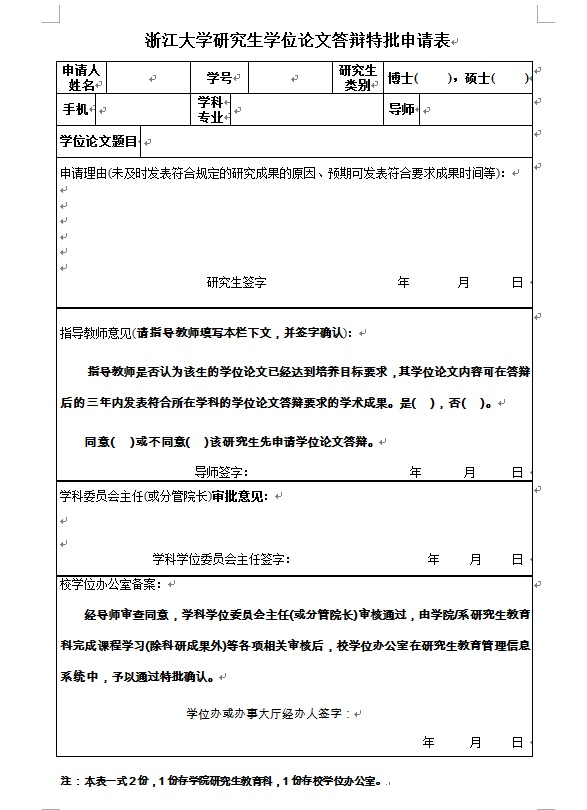 浙江大学研究生学位论文答辩特批申请表
申请人姓名 学号 研究生类别 博士( )，硕士( )
手机 学科专业 导师
学位论文题目
申请理由(未及时发表符合规定的研究成果的原因、预期可发表符合要求成果时间等)：
研究生签字 年 月 日
指导教师意见(请指导教师填写本栏下文，并签字确认)：
指导教师是否认为该生的学位论文已经达到培养目标要求，其学位论文内容可在答辩
后的三年内发表符合所在学科的学位论文答辩要求的学术成果。是( )，否( )。
同意( )或不同意( )该研究生先申请学位论文答辩。
导师签字： 年 月 日
学科委员会主任(或分管院长)审批意见：
学科学位委员会主任签字： 年 月 日
校学位办公室备案：
经导师审查同意，学科学位委员会主任(或分管院长)审核通过，由学院/系研究生教育
科完成课程学习(除科研成果外)等各项相关审核后，校学位办公室在研究生教育管理信息
系统中，予以通过特批确认。
学位办或办事大厅经办人签字：
年 月 日
注：本表一式2份，1份存学院研究生教育科，1份存校学位办公室。